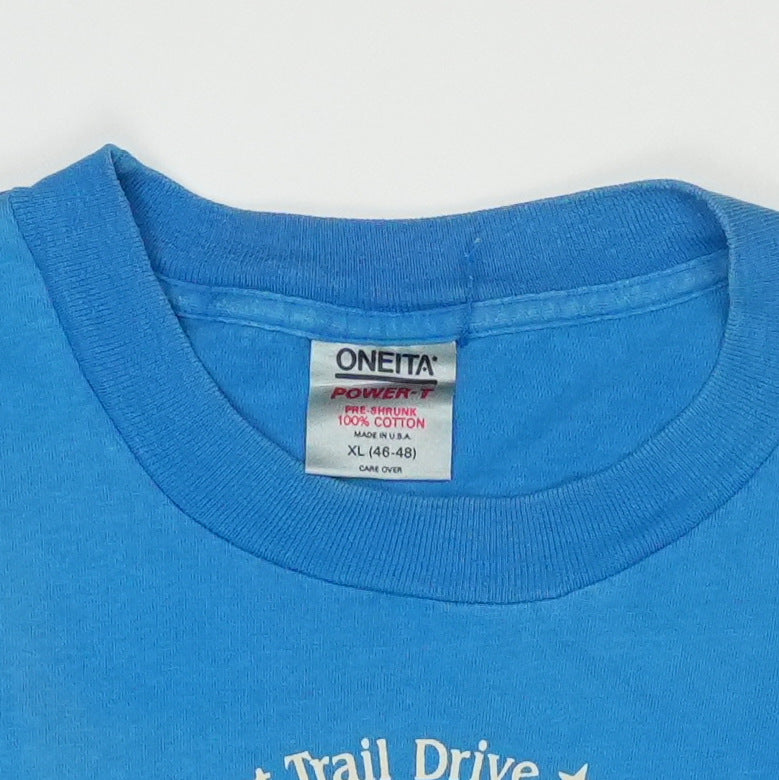 ONEITA
POWER-T
PRE-SHRUNK
100% COTTON
MADE IN U.S.A.
XL (46-48)
CARE OVER
Trail Drive